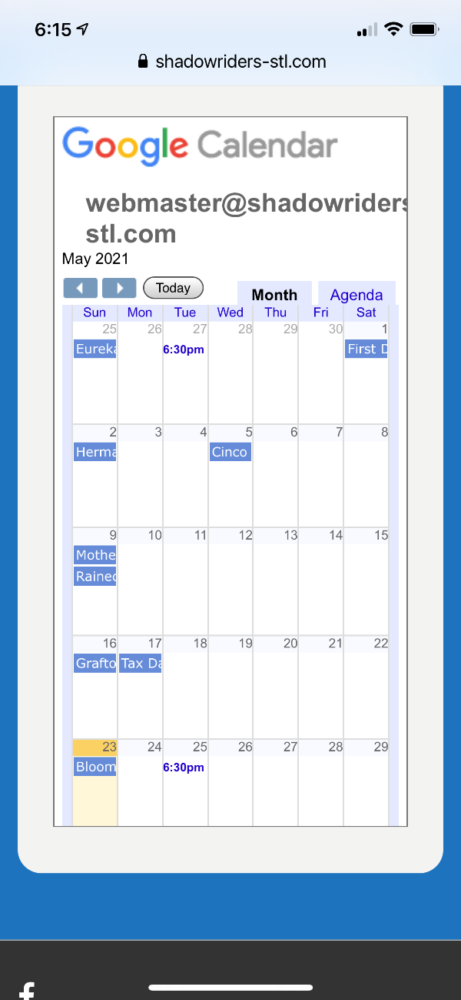 6:15
shadowriders-stl.com
Google Calendar
webmaster@shadowriders
stl.com
May 2021
Today
Month Agenda
Sun Mon Tue Wed Thu Fri Sat
25 26 27 28 29 30 1
Eureka 6:30pm First D
2 3 4 5 6 7 8
Herma Cinco
9 10 11 12 13 14 15
Mothe
Rained
16 17 18 19 20 21 22
Grafto Tax Da
23 24 25 26 27 28 29
Bloom 6:30pm